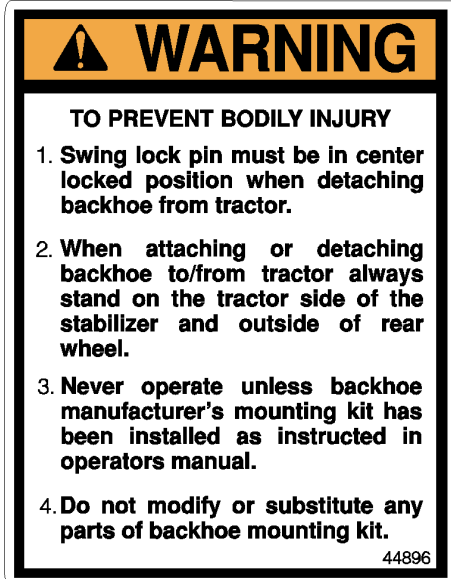 WARNING
TO PREVENT BODILY INJURY
1. Swing lock pin must be in center
locked position when detaching
backhoe from tractor.
2. When attaching or detaching
backhoe to/from tractor always
stand on the tractor side of the
stabilizer and outside of rear
wheel.
3. Never operate unless backhoe
manufacturer's mounting kit has
been installed as instructed in
operators manual.
4. Do not modify or substitute any
parts of backhoe mounting kit.
44896